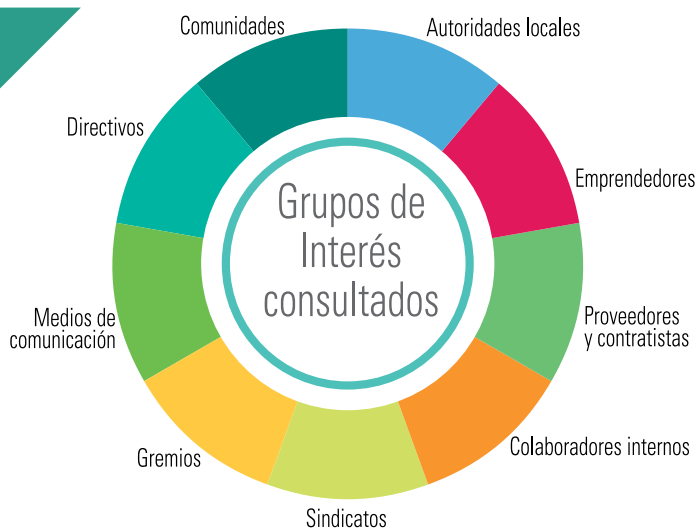 Comunidades
Autoridades locales
Directivos
Emprendedores
Grupos de
Interés
consultados
Medios de
comunicación
Proveedores
y contratistas
Gremios
Colaboradores internos
Sindicatos